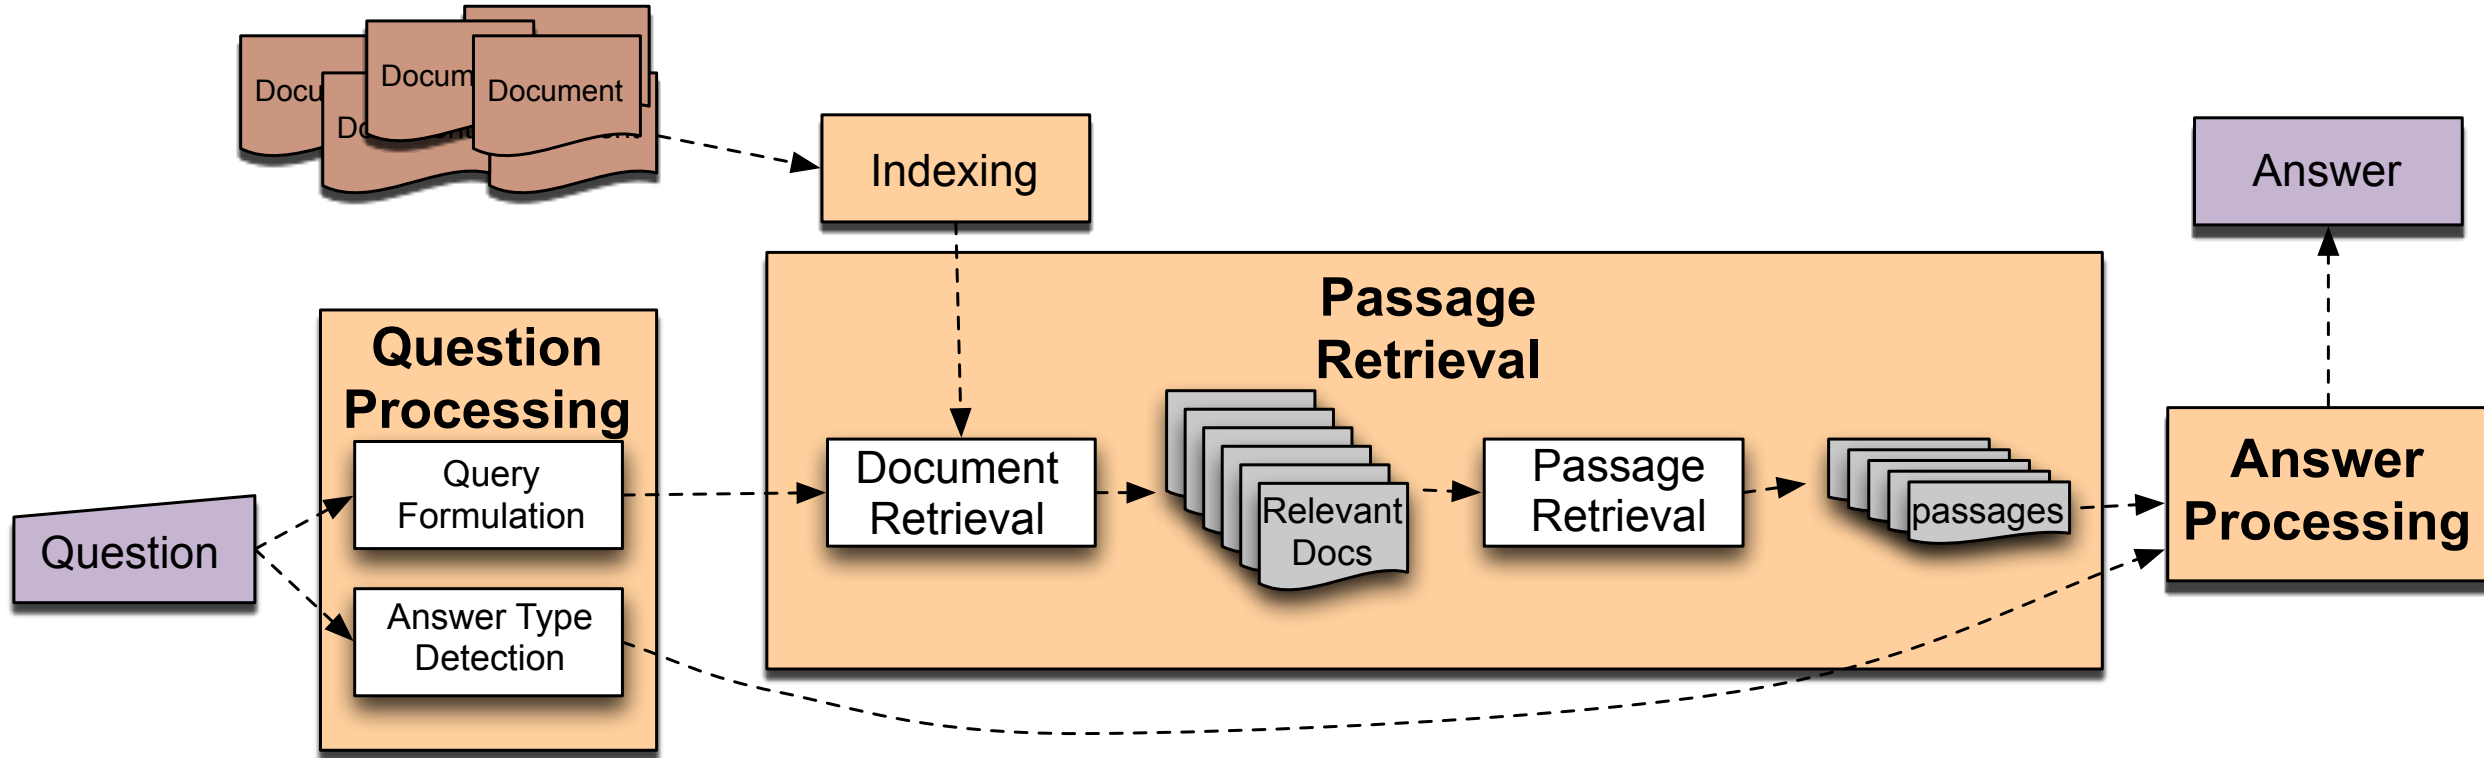 Docu
Docum
Document
Indexing
Answer
Passage
Retrieval
Question
Processing
Query
Formulation
Document
Retrieval
Relevant
Docs
Passage
Retrieval
passages
Answer
Processing
Question
Answer Type
Detection